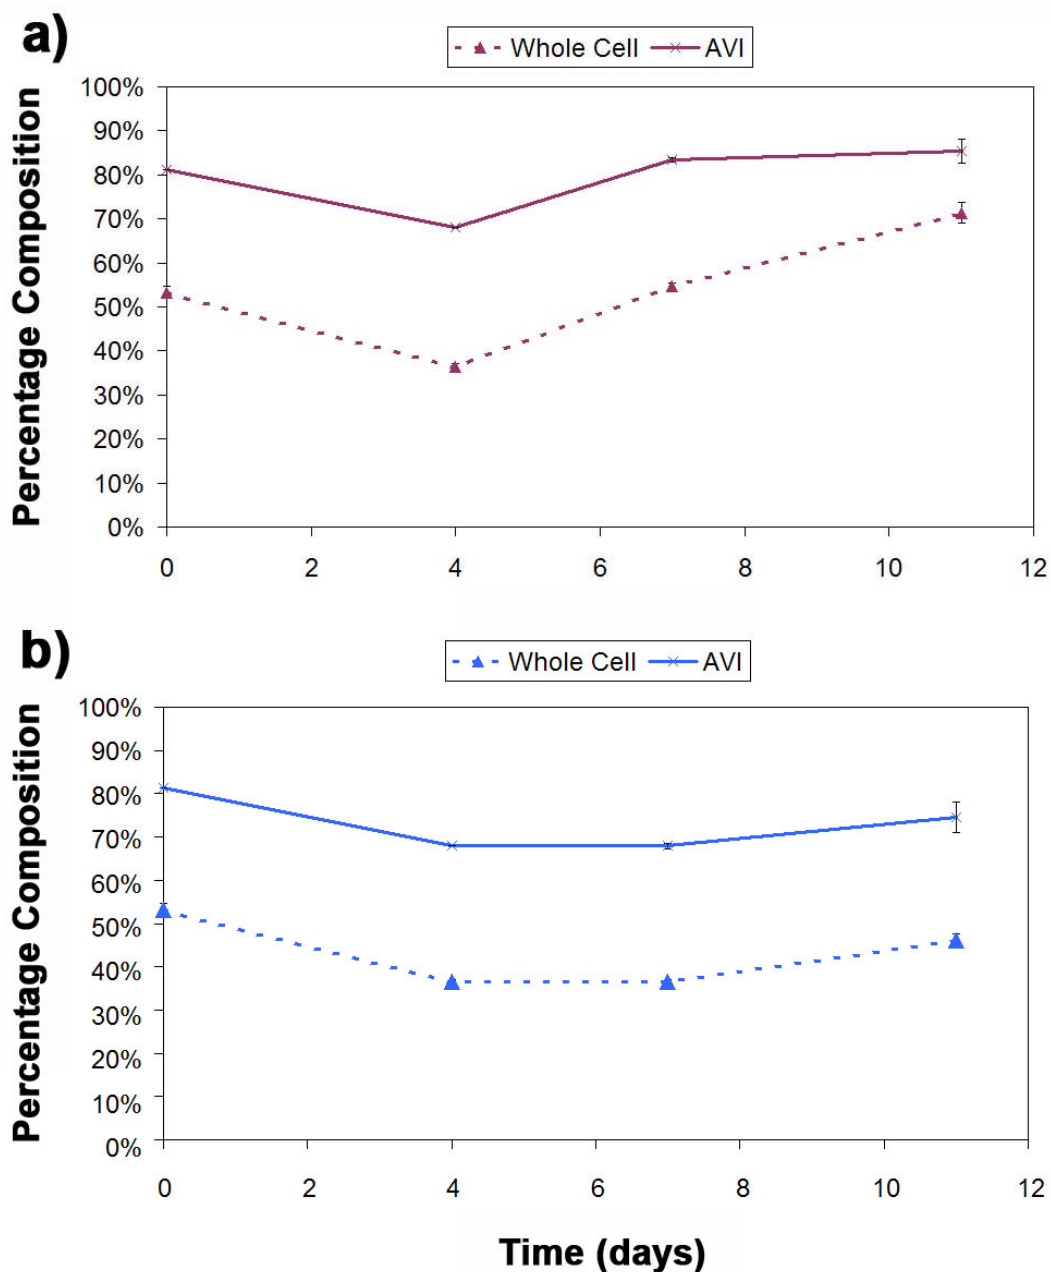 a)
Whole Cell AVI
Percentage Composition
100%
90%
80%
70%
60%
50%
40%
30%
20%
10%
0%
0 2 4 6 8 10 12
b)
Whole Cell AVI
Percentage Composition
100%
90%
80%
70%
60%
50%
40%
30%
20%
10%
0%
0 2 4 6 8 10 12
Time (days)